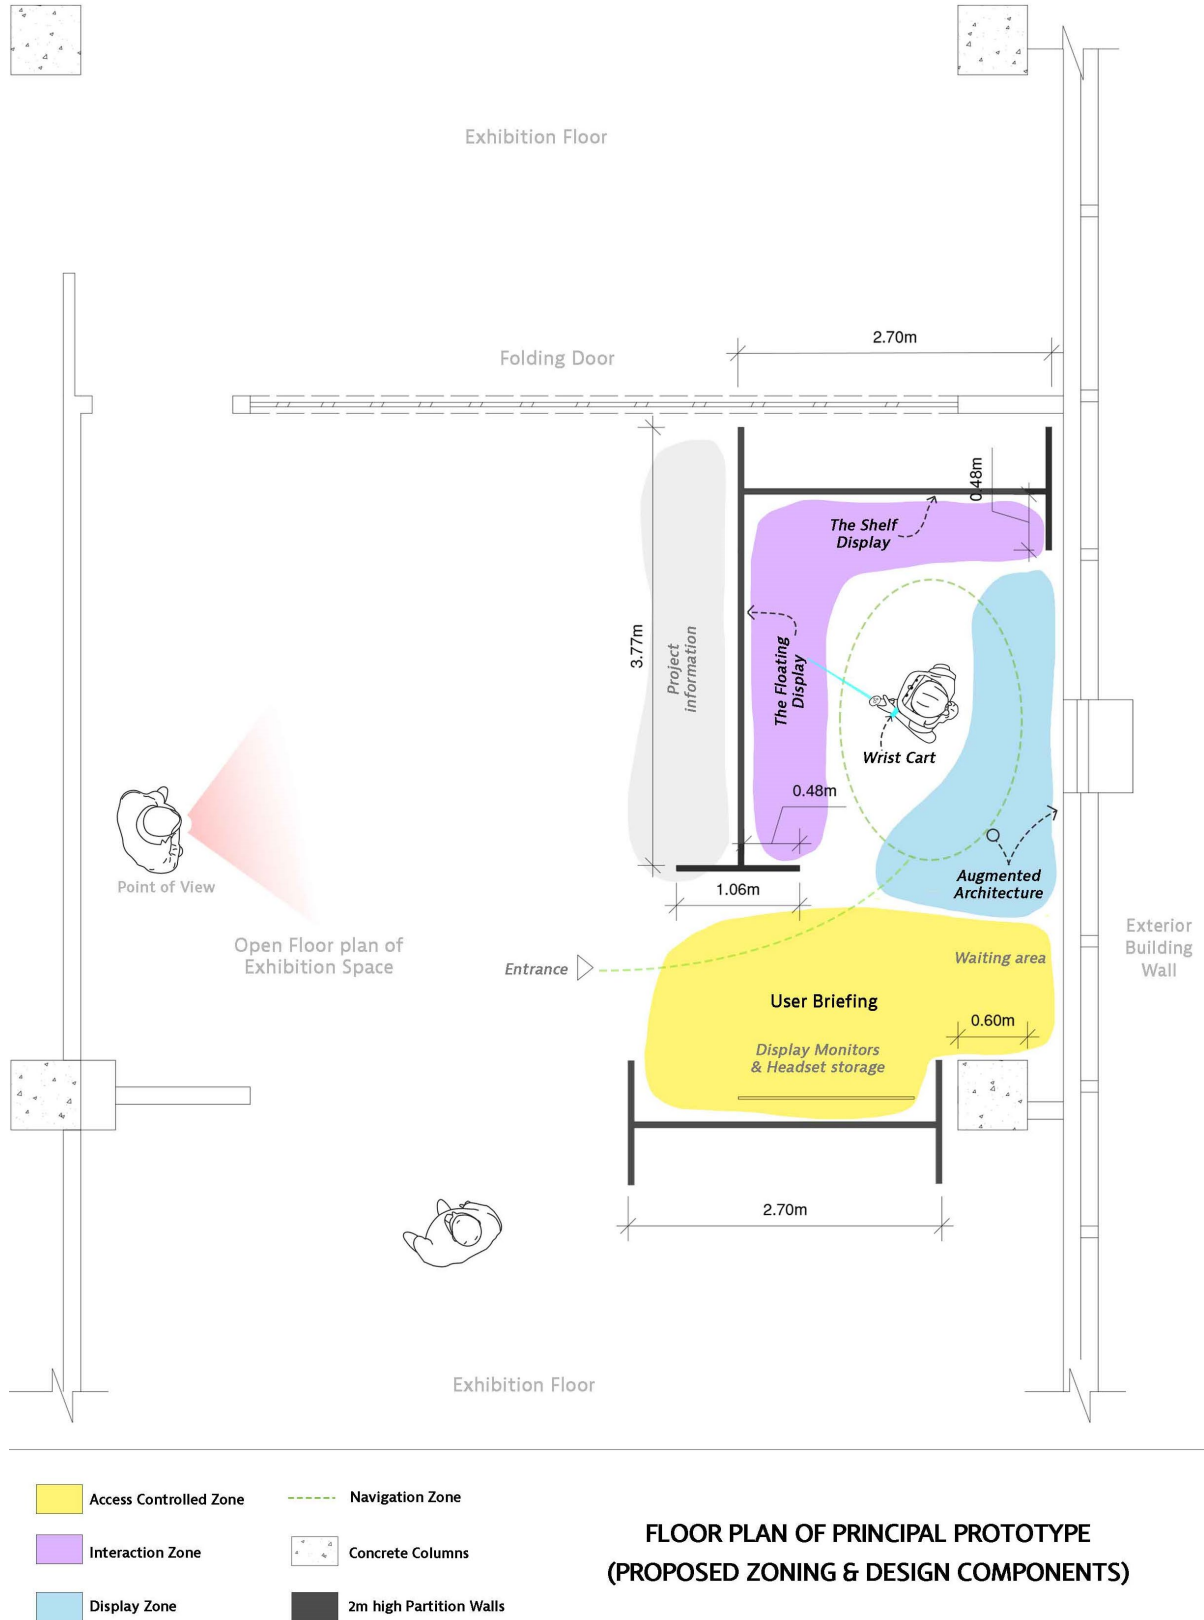 Exhibition Floor
2.70m
Folding Door
0.48m
The Shelf
Display
3.77m
Project
information
The Floating
Display
Wrist Cart
0.48m
Point of View
1.06m
Augmented
Architecture
Open Floor plan of
Exhibition Space
Exterior
Building
Wall
Entrance
Waiting area
User Briefing
0.60m
Display Monitors
& Headset storage
2.70m
Exhibition Floor
Access Controlled Zone
Navigation Zone
Interaction Zone
Concrete Columns
Display Zone
2m high Partition Walls
FLOOR PLAN OF PRINCIPAL PROTOTYPE
(PROPOSED ZONING & DESIGN COMPONENTS)